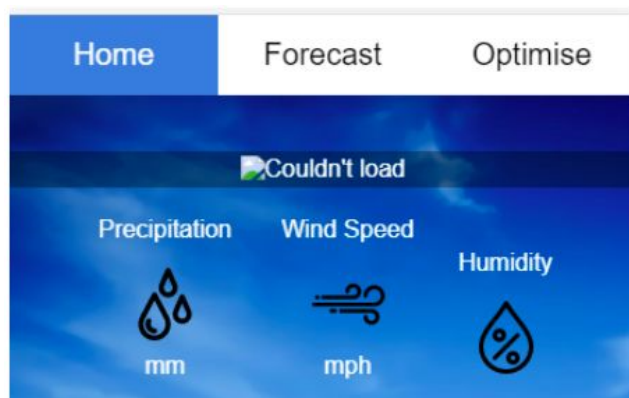 Home Forecast Optimise
Couldn't load
Precipitation Wind Speed
Humidity
%
mm mph